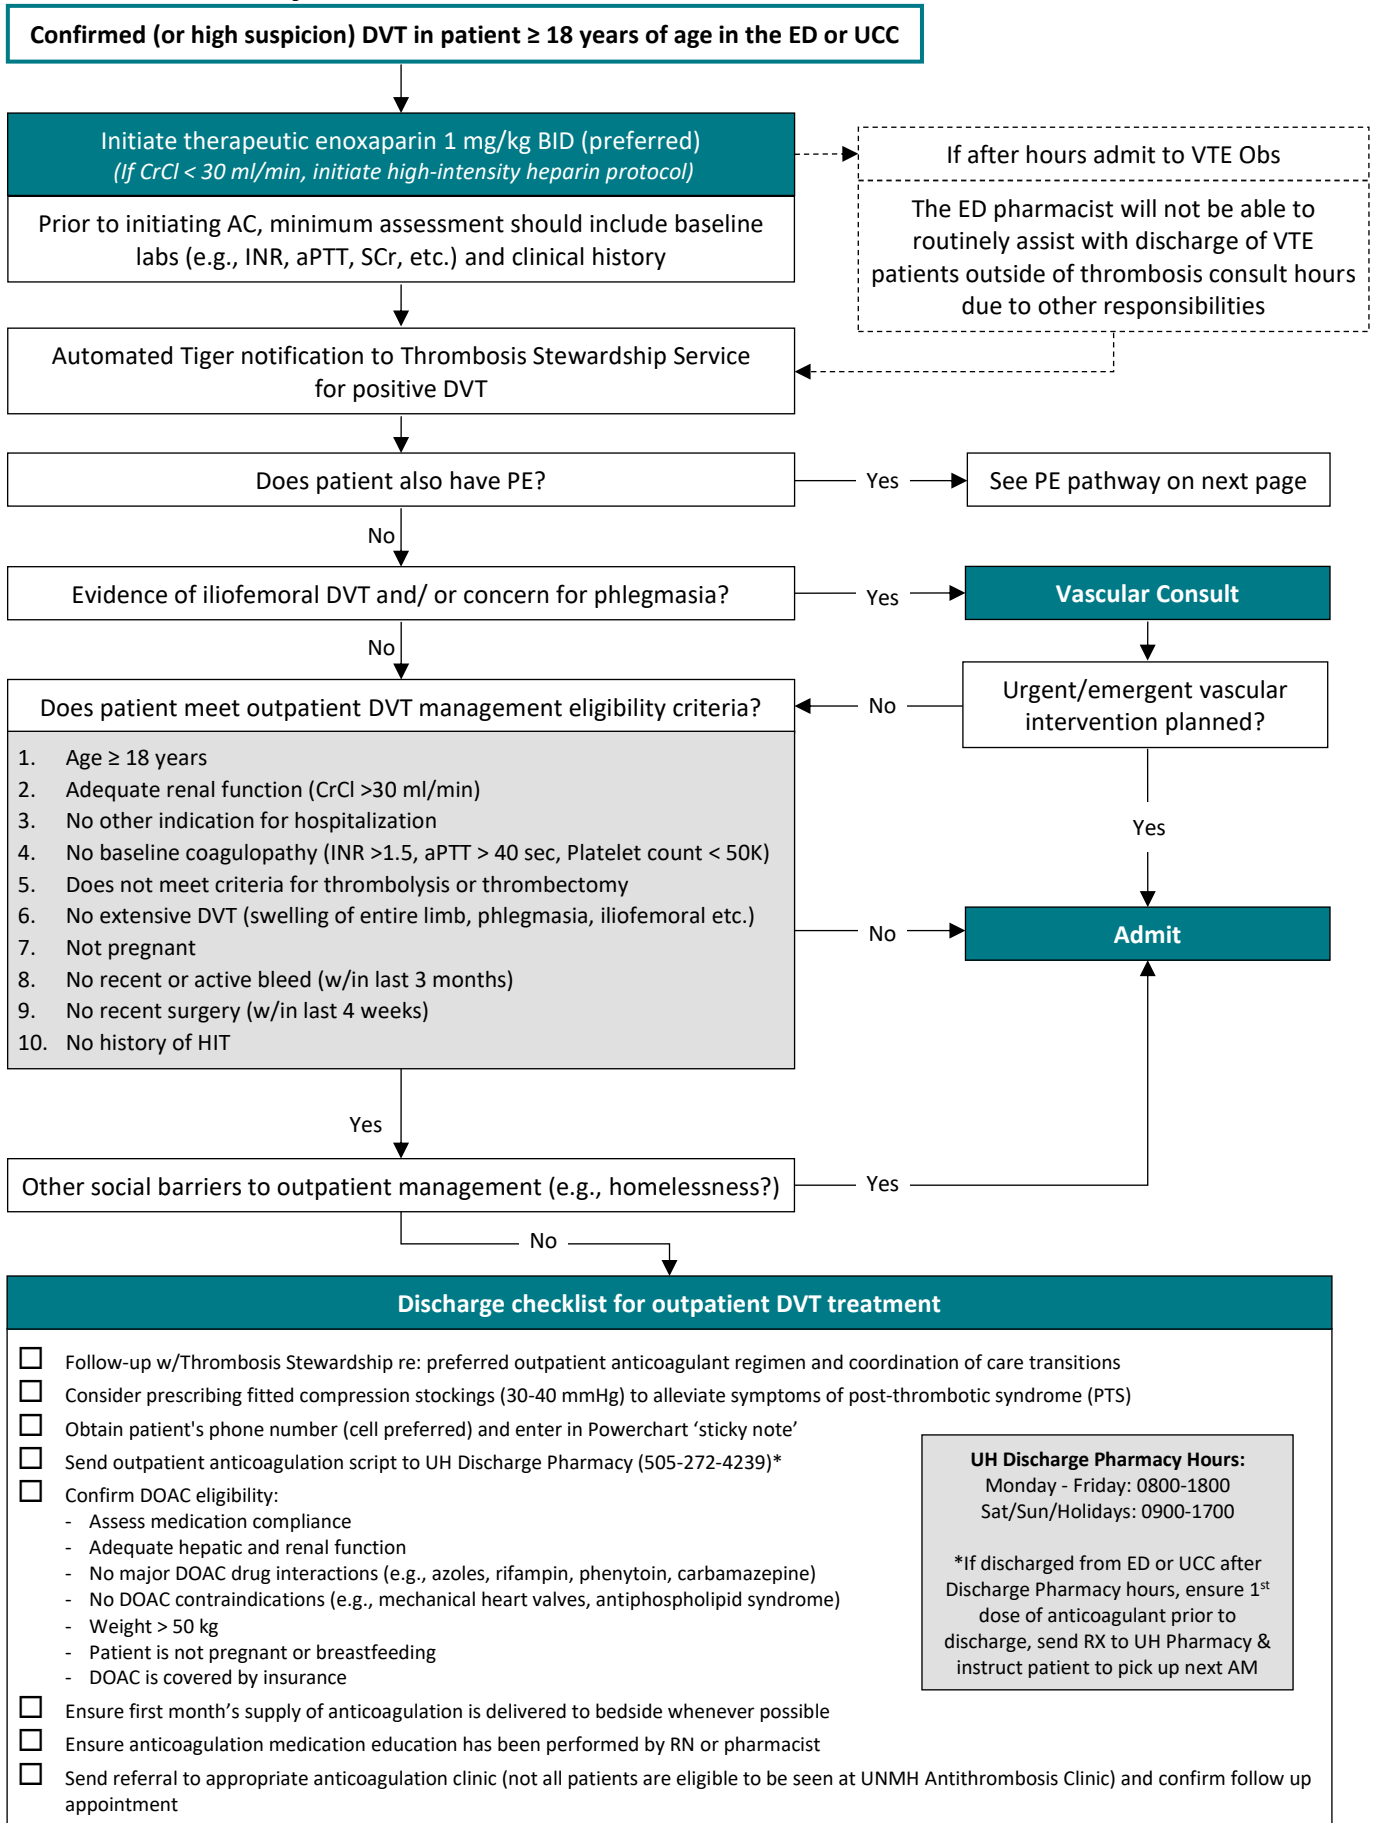 Confirmed (or high suspicion) DVT in patient ≥ 18 years of age in the ED or UCC
Initiate therapeutic enoxaparin 1 mg/kg BID (preferred)
(If CrCl < 30 ml/min, initiate high-intensity heparin protocol)
Prior to initiating AC, minimum assessment should include baseline
labs (e.g., INR, aPTT, SCr, etc.) and clinical history
If after hours admit to VTE Obs
The ED pharmacist will not be able to
routinely assist with discharge of VTE
patients outside of thrombosis consult hours
due to other responsibilities
Automated Tiger notification to Thrombosis Stewardship Service
for positive DVT
Does patient also have PE?
Yes
See PE pathway on next page
No
Evidence of iliofemoral DVT and/ or concern for phlegmasia?
Yes
Vascular Consult
No
Urgent/emergent vascular
intervention planned?
No
Yes
Does patient meet outpatient DVT management eligibility criteria?
1. Age ≥ 18 years
2. Adequate renal function (CrCl >30 ml/min)
3. No other indication for hospitalization
4. No baseline coagulopathy (INR >1.5, aPTT > 40 sec, Platelet count < 50K)
5. Does not meet criteria for thrombolysis or thrombectomy
6. No extensive DVT (swelling of entire limb, phlegmasia, iliofemoral etc.)
7. Not pregnant
8. No recent or active bleed (w/in last 3 months)
9. No recent surgery (w/in last 4 weeks)
10. No history of HIT
No
Admit
Yes
Other social barriers to outpatient management (e.g., homelessness?)
Yes
No
Discharge checklist for outpatient DVT treatment
☐ Follow-up w/Thrombosis Stewardship re: preferred outpatient anticoagulant regimen and coordination of care transitions
☐ Consider prescribing fitted compression stockings (30-40 mmHg) to alleviate symptoms of post-thrombotic syndrome (PTS)
☐ Obtain patient's phone number (cell preferred) and enter in Powerchart ‘sticky note’
☐ Send outpatient anticoagulation script to UH Discharge Pharmacy (505-272-4239)*
☐ Confirm DOAC eligibility:
- Assess medication compliance
- Adequate hepatic and renal function
- No major DOAC drug interactions (e.g., azoles, rifampin, phenytoin, carbamazepine)
- No DOAC contraindications (e.g., mechanical heart valves, antiphospholipid syndrome)
- Weight > 50 kg
- Patient is not pregnant or breastfeeding
- DOAC is covered by insurance
☐ Ensure first month’s supply of anticoagulation is delivered to bedside whenever possible
☐ Ensure anticoagulation medication education has been performed by RN or pharmacist
☐ Send referral to appropriate anticoagulation clinic (not all patients are eligible to be seen at UNMH Antithrombosis Clinic) and confirm follow up
appointment
UH Discharge Pharmacy Hours:
Monday - Friday: 0800-1800
Sat/Sun/Holidays: 0900-1700
*If discharged from ED or UCC after
Discharge Pharmacy hours, ensure 1st
dose of anticoagulant prior to
discharge, send RX to UH Pharmacy &
instruct patient to pick up next AM